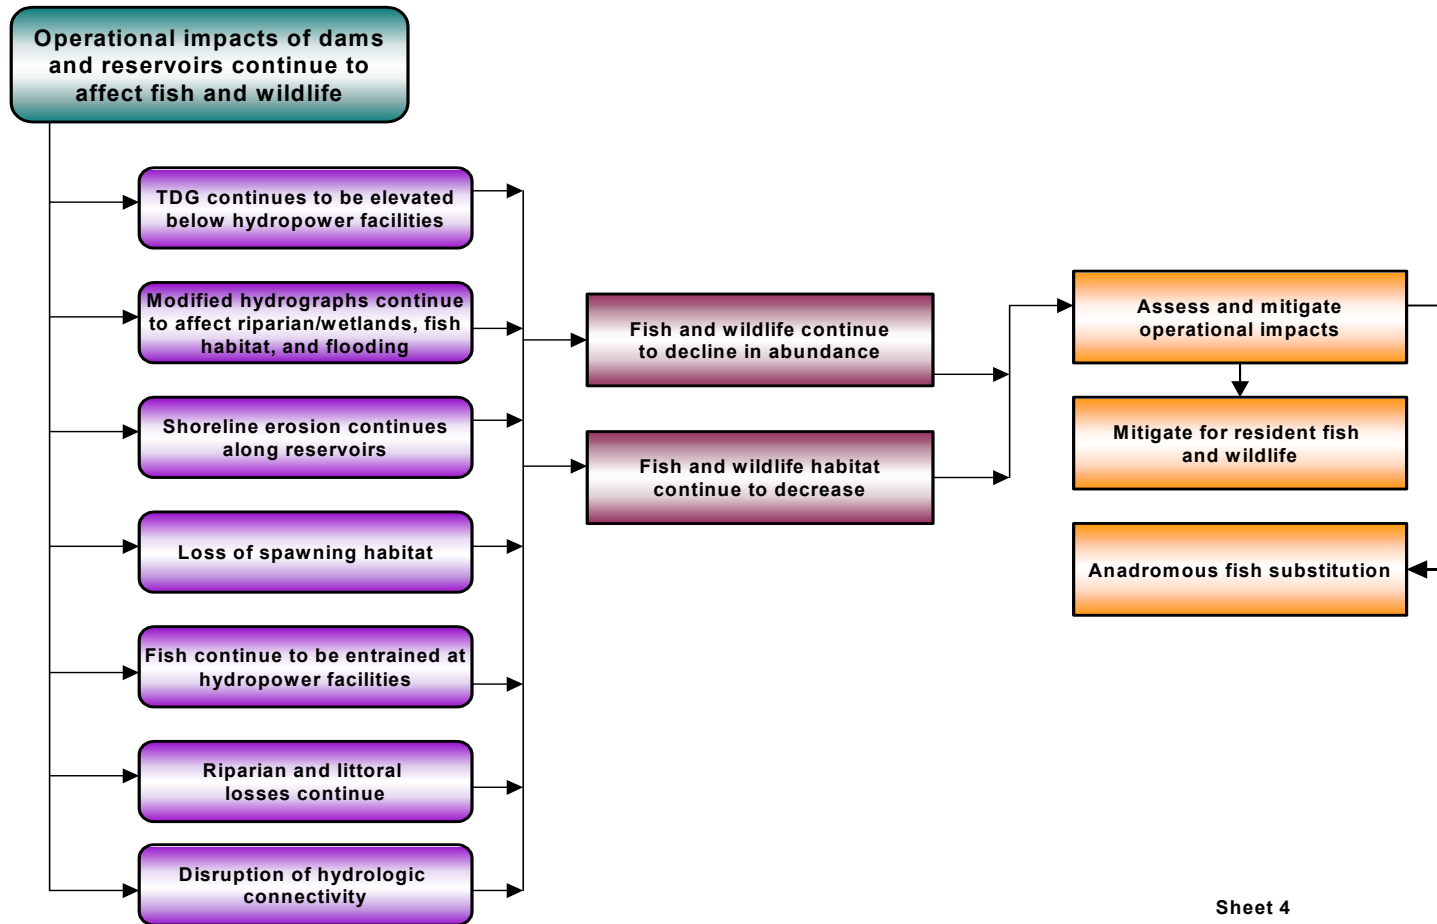 Operational impacts of dams
and reservoirs continue to
affect fish and wildlife
TDG continues to be elevated
below hydropower facilities
Modified hydrographs continue
to affect riparian/wetlands, fish
habitat, and flooding
Shoreline erosion continues
along reservoirs
Loss of spawning habitat
Fish continue to be entrained at
hydropower facilities
Riparian and littoral
losses continue
Disruption of hydrologic
connectivity
Fish and wildlife continue
to decline in abundance
Fish and wildlife habitat
continue to decrease
Assess and mitigate
operational impacts
Mitigate for resident fish
and wildlife
Anadromous fish substitution
Sheet 4